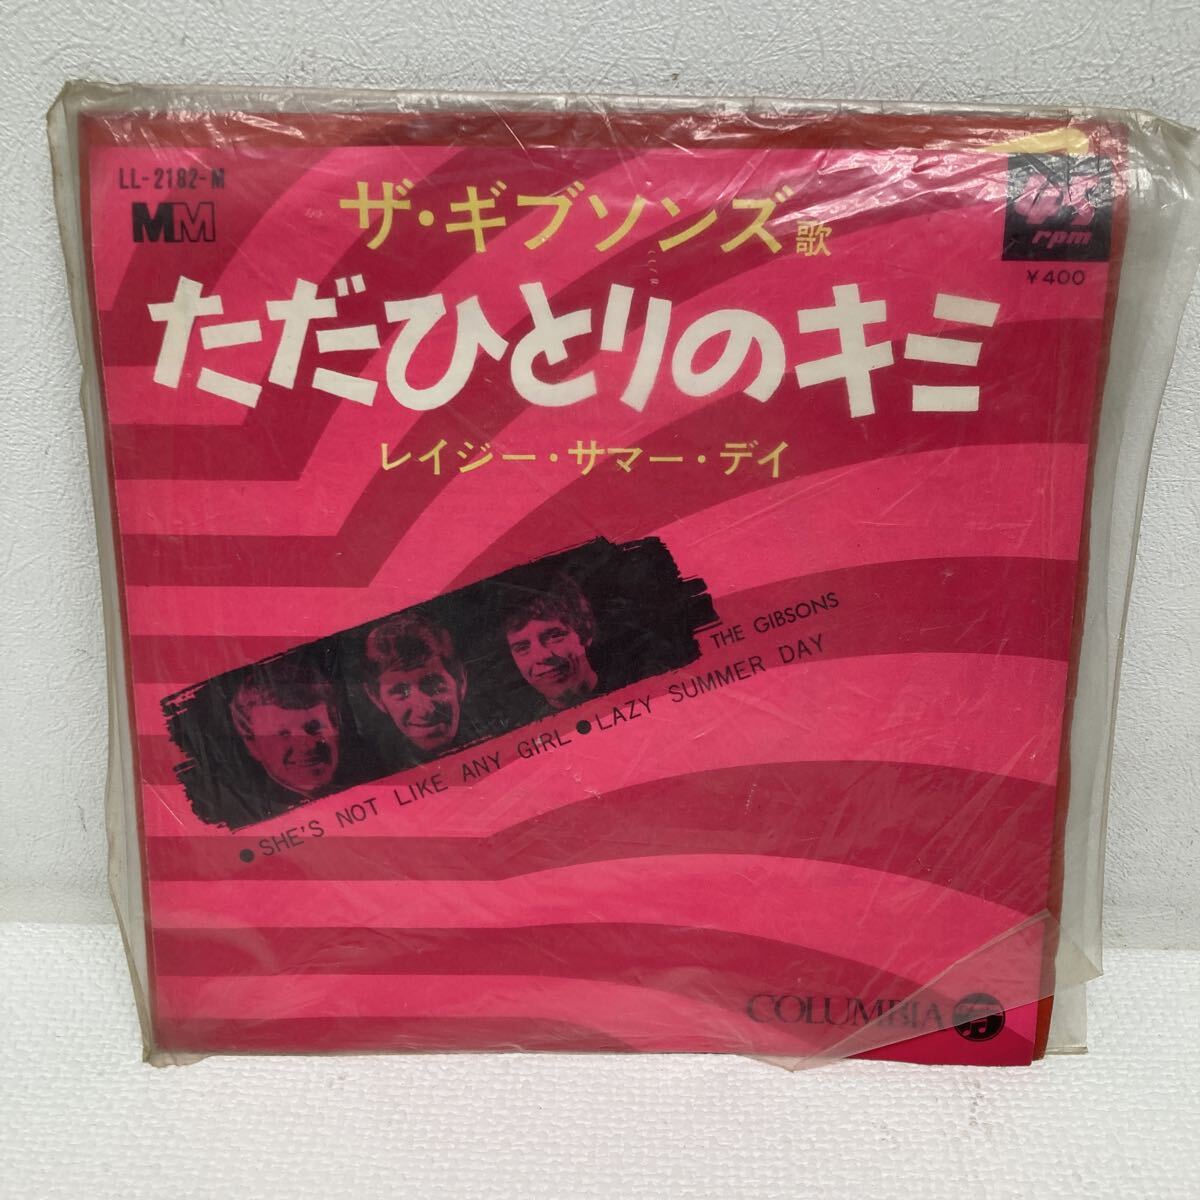 LL-2182-M
MM
ザ・ギブソンズ歌
45
rpm
¥400
ただひとりのキミ
レイジー・サマー・デイ
THE GIBSONS
●SHE'S NOT LIKE ANY GIRL●LAZY SUMMER DAY
COLUMBIA